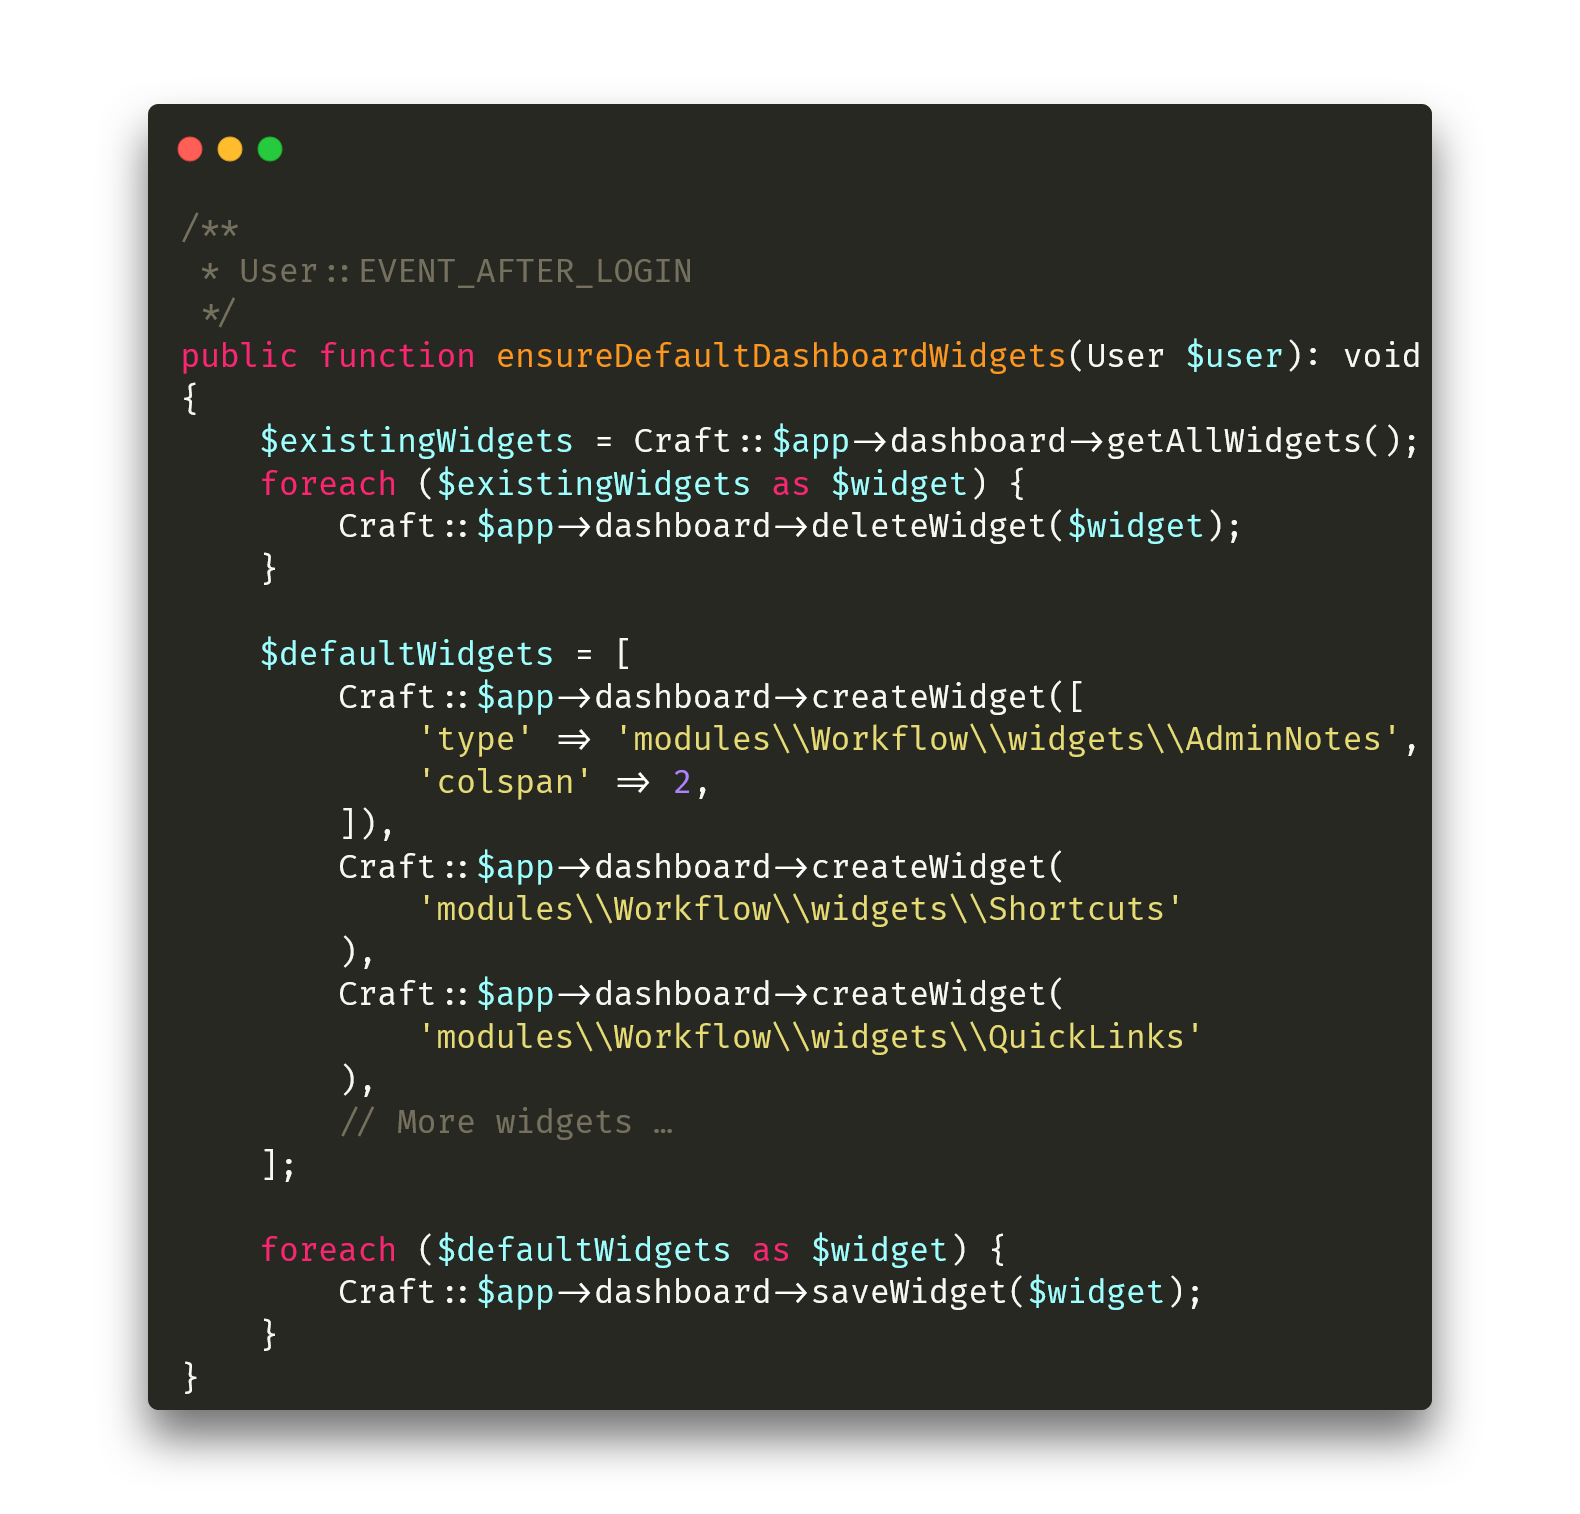 /**
 * User::EVENT_AFTER_LOGIN
 */
public function ensureDefaultDashboardWidgets(User $user): void
{
    $existingWidgets = Craft::$app->dashboard->getAllWidgets();
    foreach ($existingWidgets as $widget) {
        Craft::$app->dashboard->deleteWidget($widget);
    }

    $defaultWidgets = [
        Craft::$app->dashboard->createWidget([
            'type' => 'modules\\Workflow\\widgets\\AdminNotes',
            'colspan' => 2,
        ]),
        Craft::$app->dashboard->createWidget(
            'modules\\Workflow\\widgets\\Shortcuts'
        ),
        Craft::$app->dashboard->createWidget(
            'modules\\Workflow\\widgets\\QuickLinks'
        ),
        // More widgets …
    ];

    foreach ($defaultWidgets as $widget) {
        Craft::$app->dashboard->saveWidget($widget);
    }
}